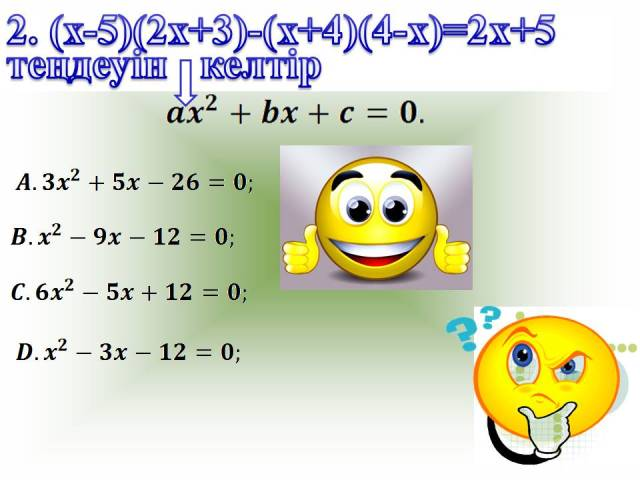 2. (x-5)(2x+3)-(x+4)(4-x)=2x+5
теңдеуін келтір
ax² + bx + c = 0.
A. 3x² + 5x − 26 = 0;
B. x² − 9x − 12 = 0;
C. 6x² − 5x + 12 = 0;
D. x² − 3x − 12 = 0;
??